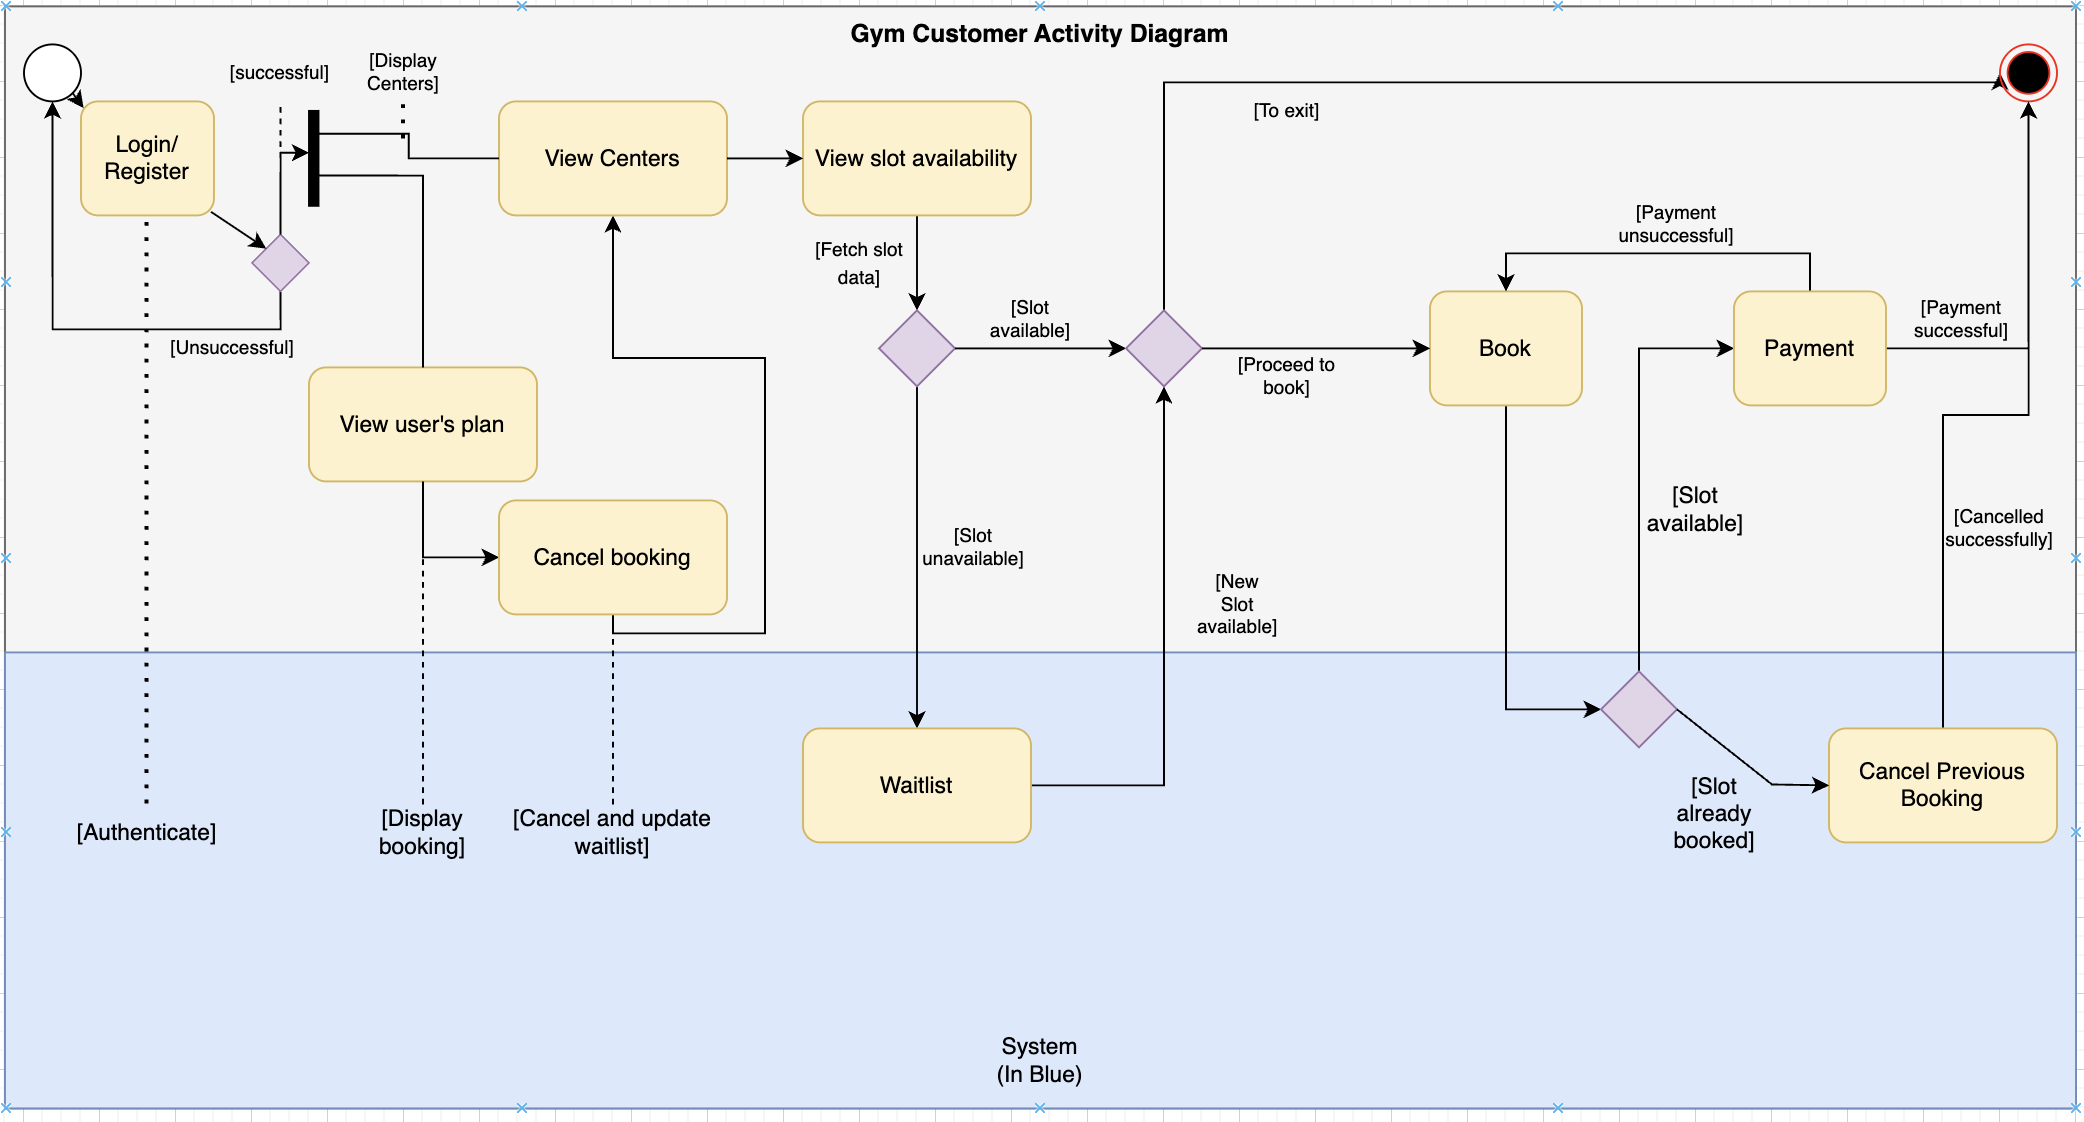 Gym Customer Activity Diagram
[successful]
[Display
Centers]
[To exit]
Login/
Register
View Centers
View slot availability
[Payment
unsuccessful]
[Fetch slot
data]
[Slot
available]
[Unsuccessful]
[Proceed to
book]
Book
Payment
[Payment
successful]
View user's plan
[Slot
available]
[Cancelled
successfully]
Cancel booking
[Slot
unavailable]
[New
Slot
available]
Waitlist
[Slot
already
booked]
Cancel Previous
Booking
[Authenticate]
[Display
booking]
[Cancel and update
waitlist]
System
(In Blue)